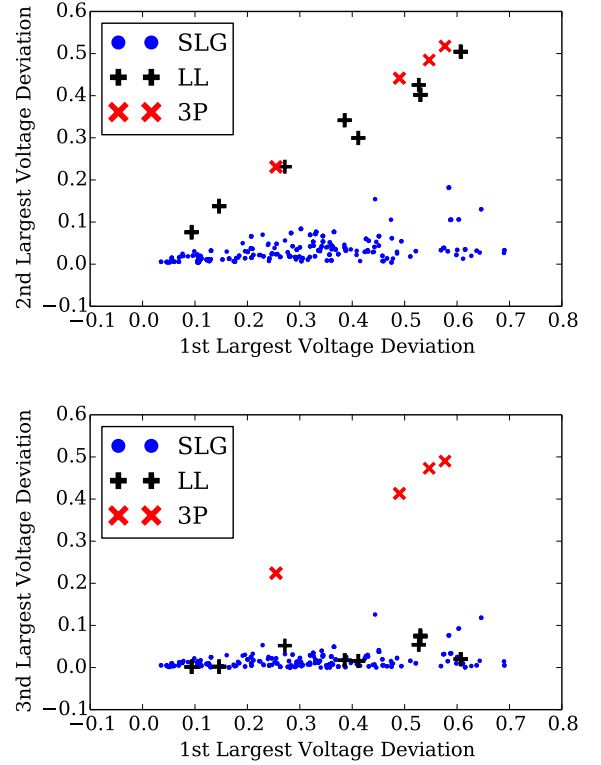 2nd Largest Voltage Deviation
0.6
0.5
0.4
0.3
0.2
0.1
0.0
−0.1
SLG
LL
3P
−0.1 0.0 0.1 0.2 0.3 0.4 0.5 0.6 0.7 0.8
1st Largest Voltage Deviation
3nd Largest Voltage Deviation
0.6
0.5
0.4
0.3
0.2
0.1
0.0
−0.1
SLG
LL
3P
−0.1 0.0 0.1 0.2 0.3 0.4 0.5 0.6 0.7 0.8
1st Largest Voltage Deviation